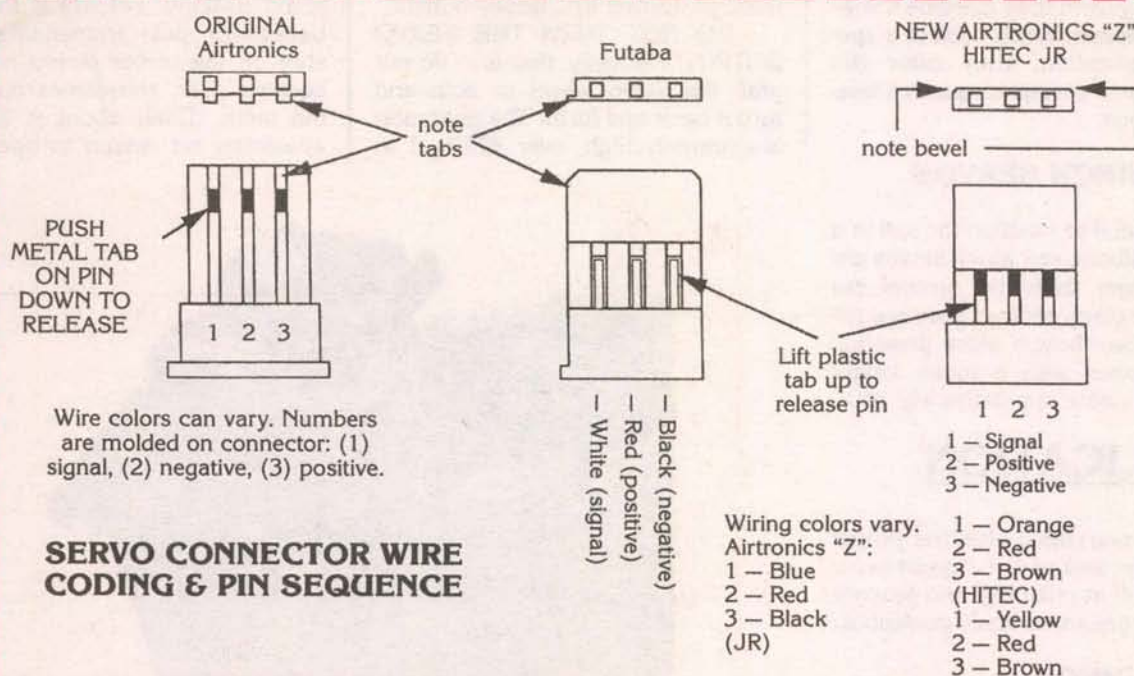 ORIGINAL
Airtronics
Futaba
NEW AIRTRONICS “Z”
HITEC JR
note
tabs
note bevel
PUSH
METAL TAB
ON PIN
DOWN TO
RELEASE
1 2 3
Lift plastic
tab up to
release pin
1 2 3
Wire colors can vary. Numbers
are molded on connector: (1)
signal, (2) negative, (3) positive.
– White (signal)
– Red (positive)
– Black (negative)
1 – Signal
2 – Positive
3 – Negative
SERVO CONNECTOR WIRE
CODING & PIN SEQUENCE
Wiring colors vary.
Airtronics “Z”:
1 – Blue
2 – Red
3 – Black
(JR)
1 – Orange
2 – Red
3 – Brown
(HITEC)
1 – Yellow
2 – Red
3 – Brown